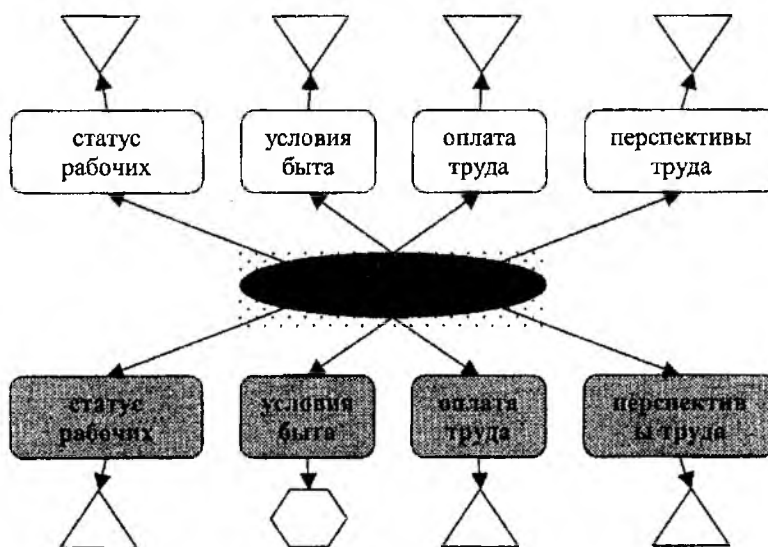 статус
рабочих
условия
быта
оплата
труда
перспективы
труда
статус
рабочих
условия
быта
оплата
труда
перспектив
ы труда